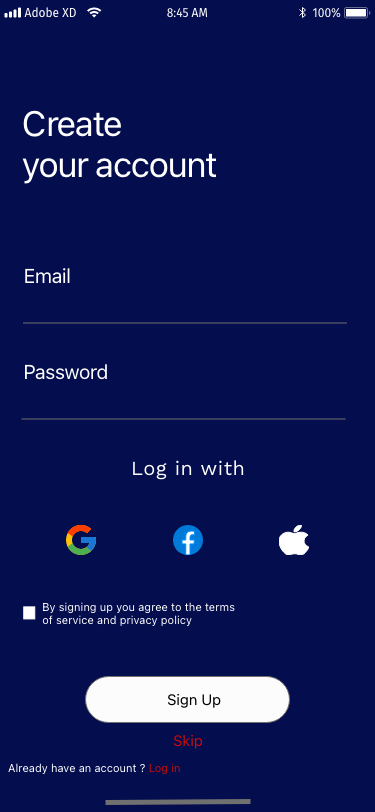 Adobe XD 8:45 AM 100%
Create
your account
Email
Password
Log in with
By signing up you agree to the terms
of service and privacy policy
Sign Up
Skip
Already have an account ? Log in